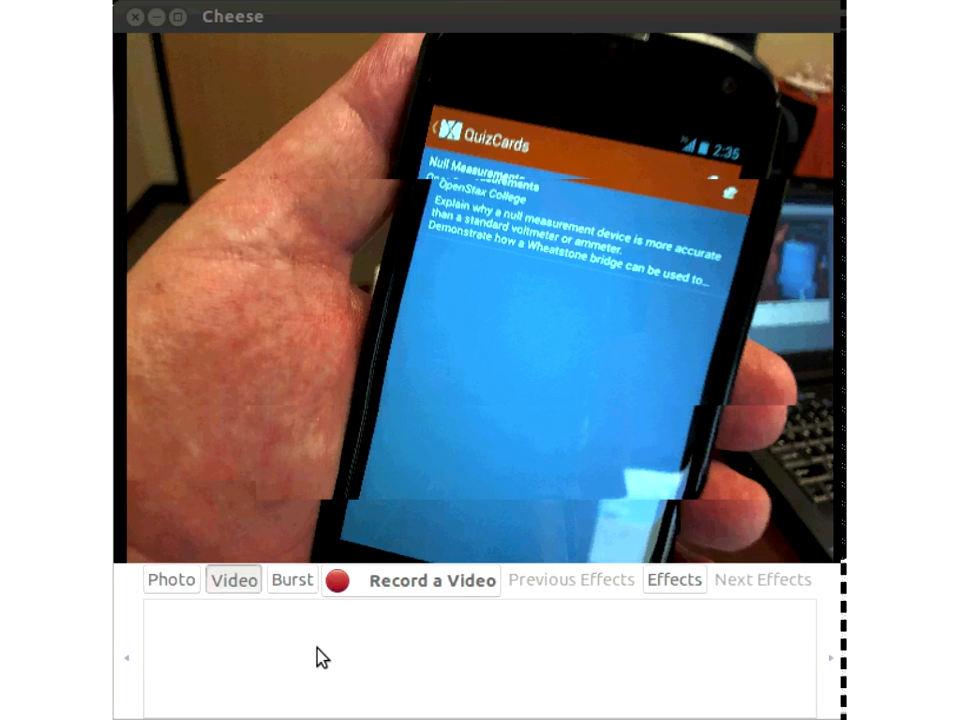 Cheese
QuizCards
2:35
Null Measurements
OpenStax College
Explain why a null measurement device is more accurate
than a standard voltmeter or ammeter.
Demonstrate how a Wheatstone bridge can be used to...
Photo Video Burst Record a Video Previous Effects Effects Next Effects